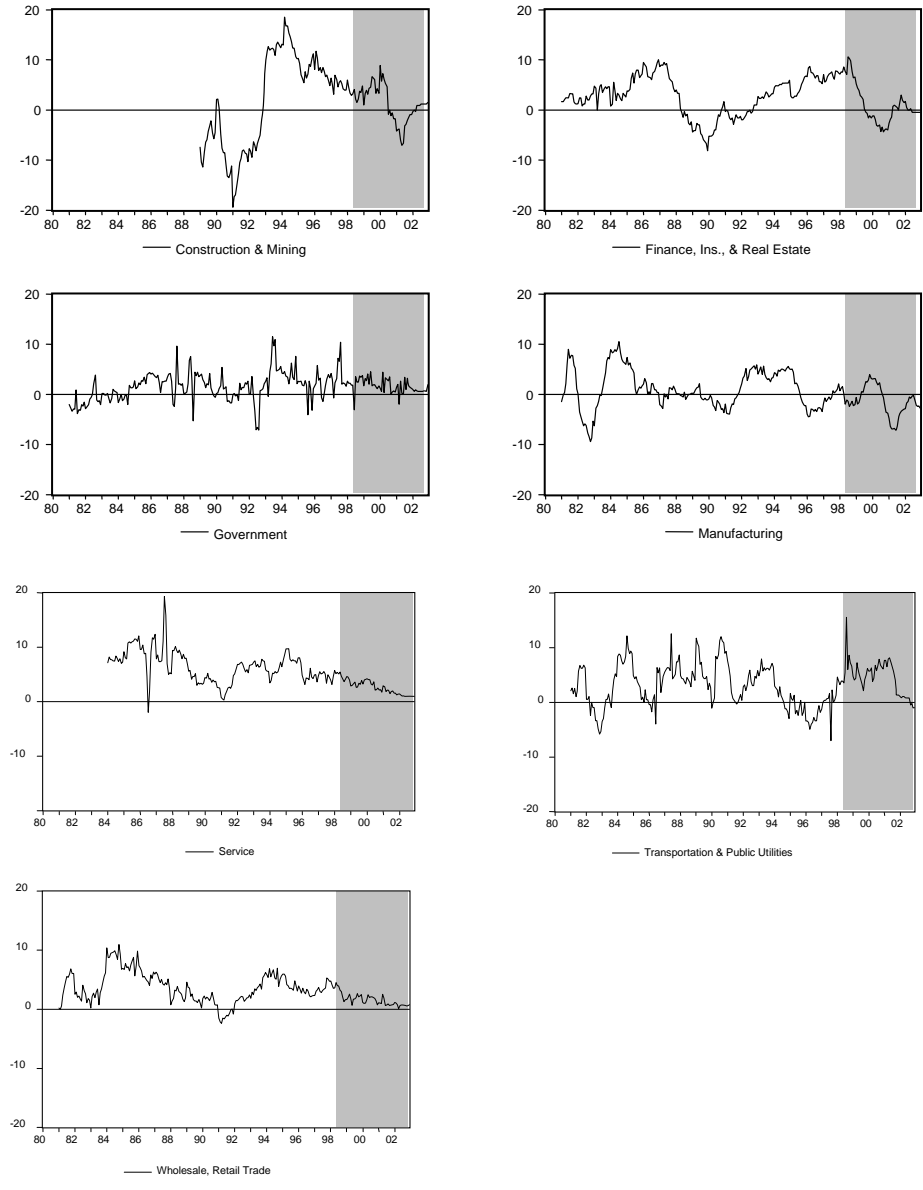 20
10
0
-10
-20
80 82 84 86 88 90 92 94 96 98 00 02
Construction & Mining
20
10
0
-10
-20
80 82 84 86 88 90 92 94 96 98 00 02
Finance, Ins., & Real Estate
20
10
0
-10
-20
80 82 84 86 88 90 92 94 96 98 00 02
Government
20
10
0
-10
-20
80 82 84 86 88 90 92 94 96 98 00 02
Manufacturing
20
10
0
-10
80 82 84 86 88 90 92 94 96 98 00 02
Service
20
10
0
-10
-20
80 82 84 86 88 90 92 94 96 98 00 02
Transportation & Public Utilities
20
10
0
-10
-20
80 82 84 86 88 90 92 94 96 98 00 02
Wholesale, Retail Trade